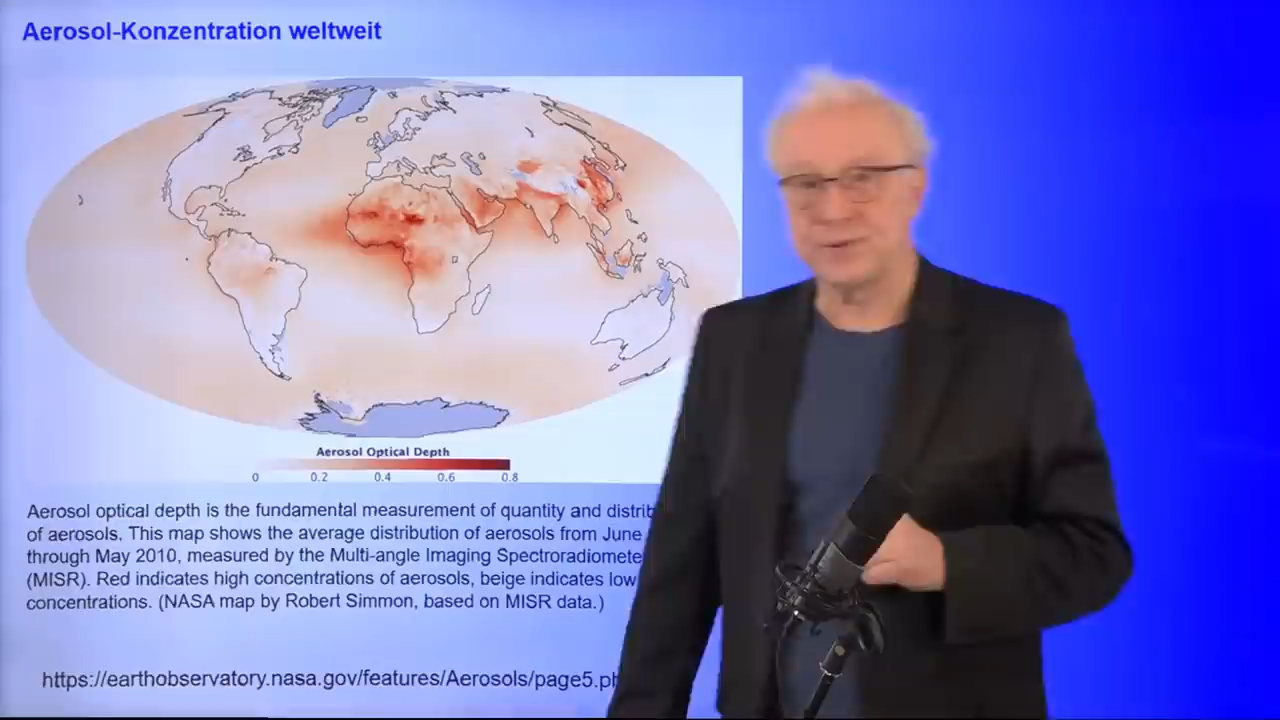 Aerosol-Konzentration weltweit
Aerosol Optical Depth
0 0.2 0.4 0.6 0.8
Aerosol optical depth is the fundamental measurement of quantity and
of aerosols. This map shows the average distribution of aerosols from June
through May 2010, measured by the Multi-angle Imaging
(MISR). Red indicates high concentrations of aerosols, beige indicates low
concentrations. (NASA map by Robert Simmon, based on MISR data.)
https://earthobservatory.nasa.gov/features/Aerosols/page5.